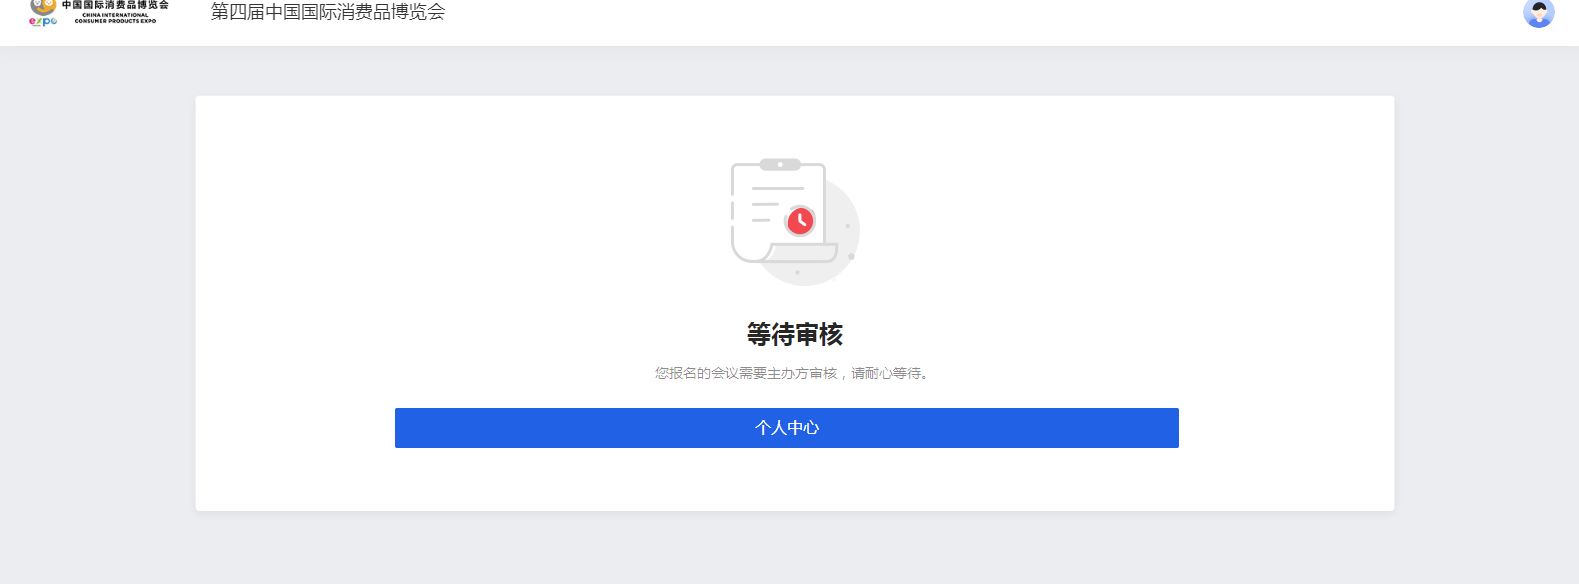 中国国际消费品博览会
CHINA INTERNATIONAL
CONSUMER PRODUCTS EXPO
expo
第四届中国国际消费品博览会
等待审核
您报名的会议需要主办方审核，请耐心等待。
个人中心